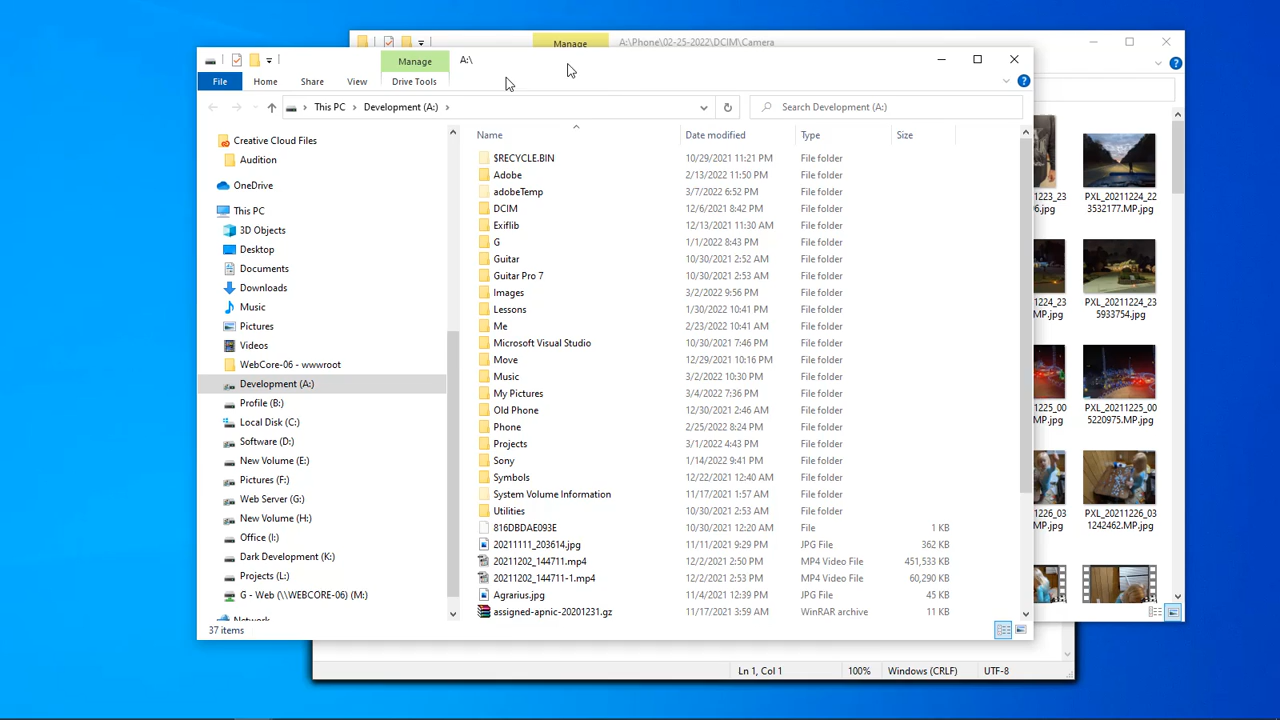 Manage
A:\Phone\02-25-2022\DCIM\Camera
Manage
A:\
File
Home
Share
View
Drive Tools
This PC
Development (A:)
Search Development (A:)
Creative Cloud Files
Audition
OneDrive
This PC
3D Objects
Desktop
Documents
Downloads
Music
Pictures
Videos
WebCore-06 - wwwroot
Development (A:)
Profile (B:)
Local Disk (C:)
Software (D:)
New Volume (E:)
Pictures (F:)
Web Server (G:)
New Volume (H:)
Office (I:)
Dark Development (K:)
Projects (L:)
G - Web (\\WEBCORE-06) (M:)
Network
Name Date modified Type Size
$RECYCLE.BIN 10/29/2021 11:21 PM File folder
Adobe 2/13/2022 11:50 PM File folder
adobeTemp 3/7/2022 6:52 PM File folder
DCIM 12/6/2021 8:42 PM File folder
Exiflib 12/13/2021 11:30 AM File folder
G 1/1/2022 8:43 PM File folder
Guitar 10/30/2021 2:52 AM File folder
Guitar Pro 7 10/30/2021 2:53 AM File folder
Images 3/2/2022 9:56 PM File folder
Lessons 1/30/2022 10:41 PM File folder
Me 2/23/2022 10:41 AM File folder
Microsoft Visual Studio 10/30/2021 7:46 PM File folder
Move 12/29/2021 10:16 PM File folder
Music 3/2/2022 10:30 PM File folder
My Pictures 3/4/2022 7:36 PM File folder
Old Phone 12/30/2021 2:46 AM File folder
Phone 2/25/2022 8:24 PM File folder
Projects 3/1/2022 4:43 PM File folder
Sony 1/14/2022 9:41 PM File folder
Symbols 12/22/2021 12:40 AM File folder
System Volume Information 11/17/2021 1:57 AM File folder
Utilities 10/30/2021 2:53 AM File folder
816DBDAE093E 10/30/2021 12:20 AM File 1 KB
20211111_203614.jpg 11/11/2021 9:29 PM JPG File 362 KB
20211202_144711.mp4 12/2/2021 2:50 PM MP4 Video File 451,533 KB
20211202_144711-1.mp4 12/2/2021 2:53 PM MP4 Video File 60,290 KB
Agrarius.jpg 11/4/2021 12:39 PM JPG File 45 KB
assigned-apnic-20201231.gz 11/17/2021 3:59 AM WinRAR archive 11 KB
37 items
PXL_20211224_22
3532177.MP.jpg
PXL_20211224_23
5933754.jpg
PXL_20211225_00
5220975.MP.jpg
PXL_20211226_03
1242462.MP.jpg
Ln 1, Col 1
100%
Windows (CRLF)
UTF-8